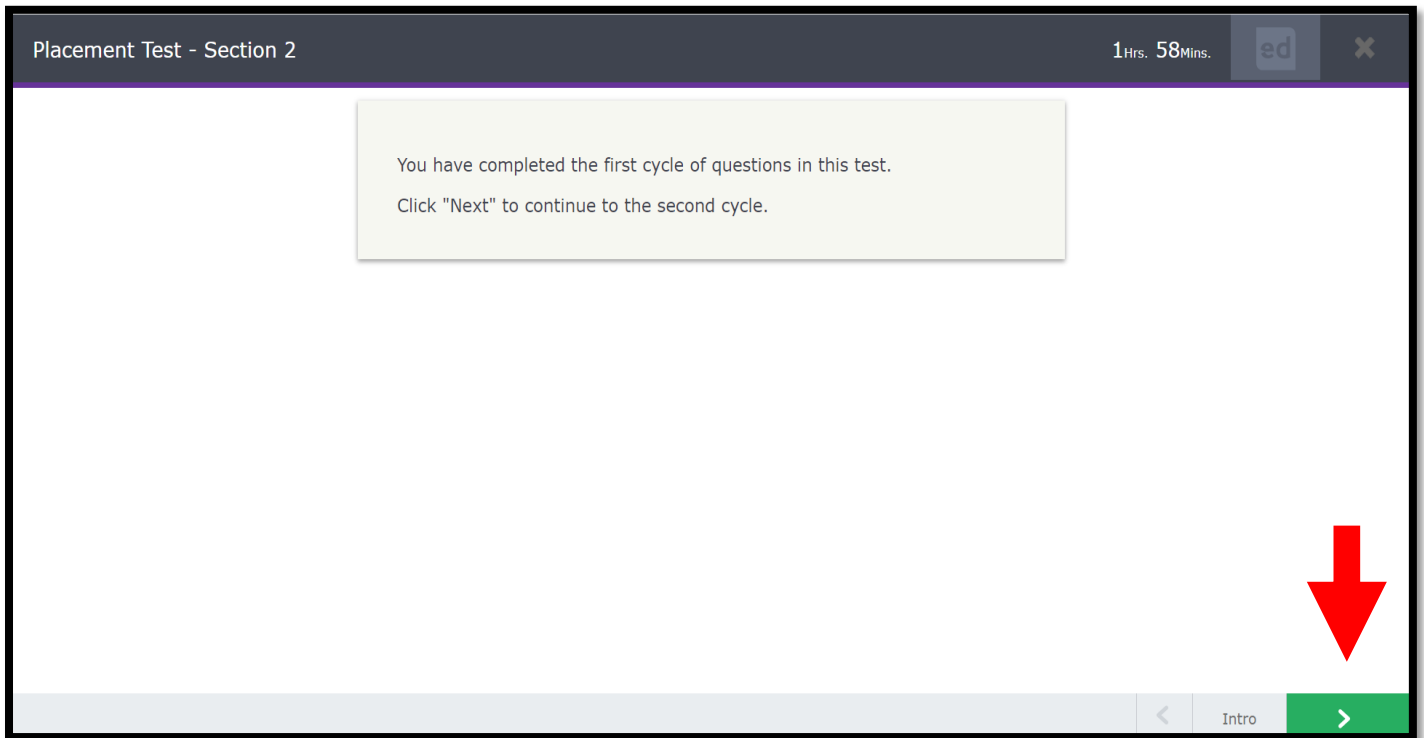 Placement Test - Section 2
1Hrs. 58Mins.
ed
You have completed the first cycle of questions in this test.
Click "Next" to continue to the second cycle.
Intro